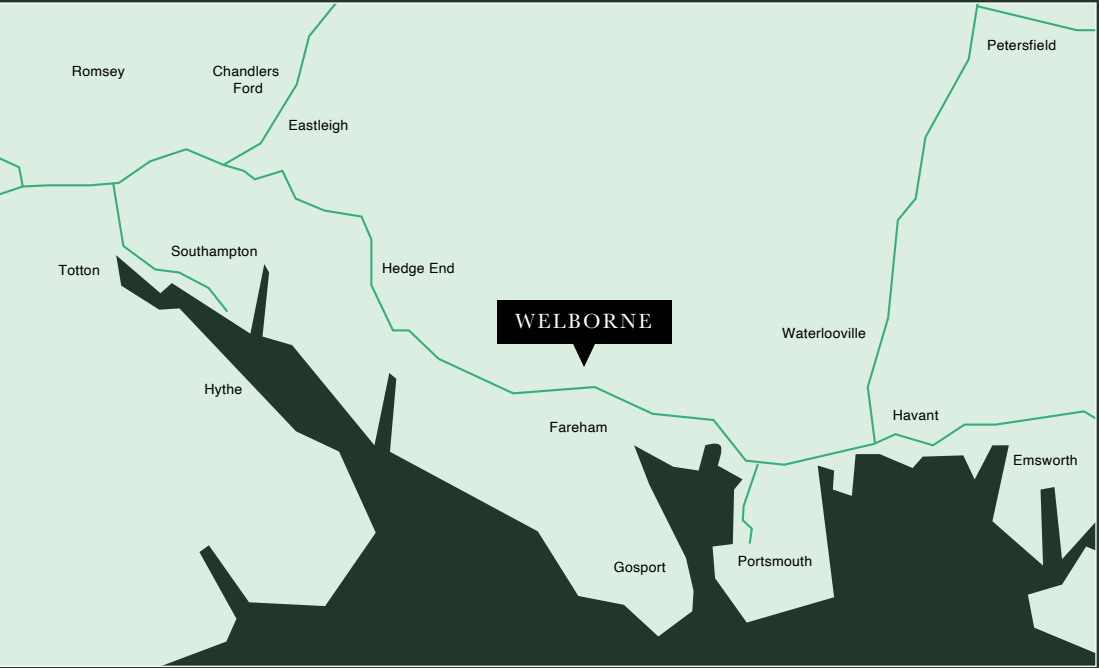 Petersfield
Romsey
Chandlers
Ford
Eastleigh
Southampton
Totton
Hedge End
WELBORNE
Waterlooville
Hythe
Havant
Fareham
Emsworth
Portsmouth
Gosport